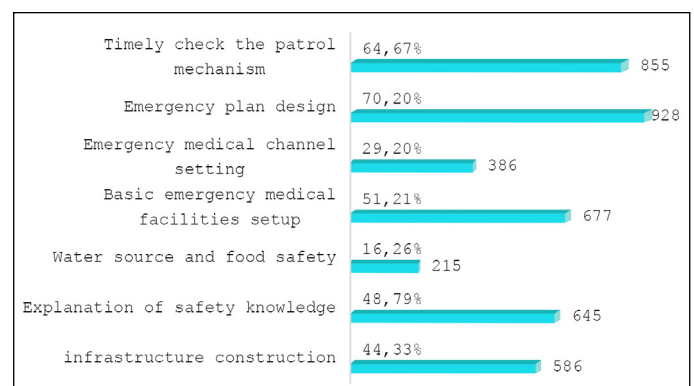 Timely check the patrol
mechanism
64,67%
855
Emergency plan design
70,20%
928
Emergency medical channel
setting
29,20%
386
Basic emergency medical
facilities setup
51,21%
677
Water source and food safety
16,26%
215
Explanation of safety knowledge
48,79%
645
infrastructure construction
44,33%
586